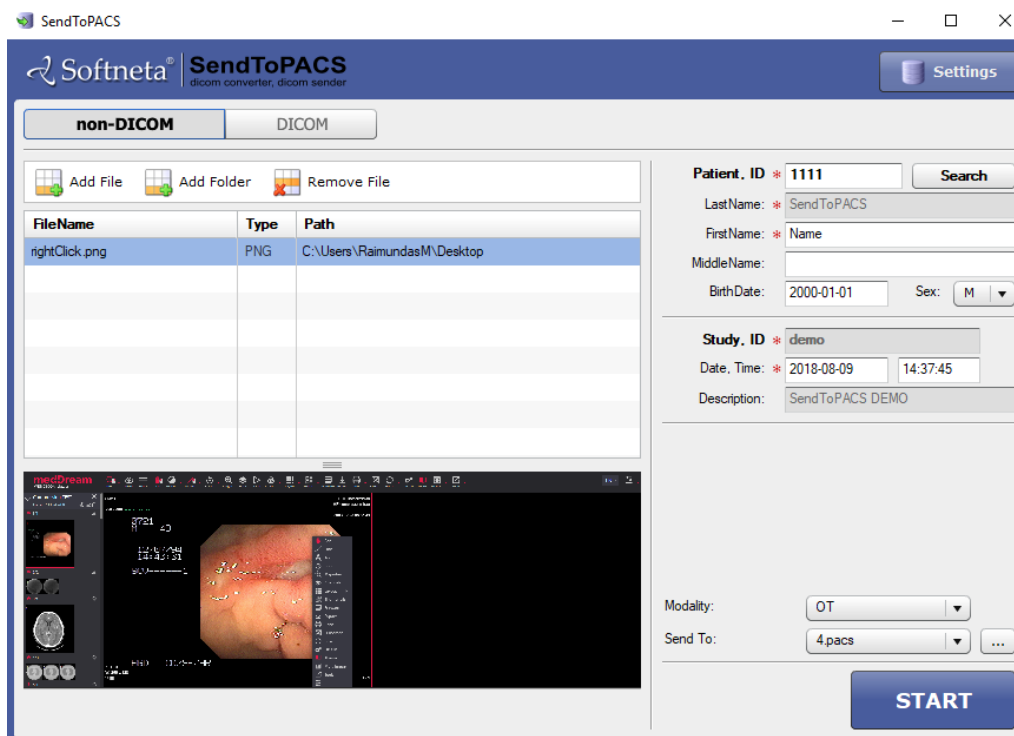 SendToPACS
Softneta® SendToPACS
dicom converter, dicom sender
Settings
non-DICOM DICOM
Add File Add Folder Remove File
FileName Type Path
rightClick.png PNG C:\Users\RaimundasM\Desktop
Patient, ID * 1111 Search
LastName: * SendToPACS
FirstName: * Name
MiddleName:
BirthDate: 2000-01-01 Sex: M
Study, ID * demo
Date, Time: * 2018-08-09 14:37:45
Description: SendToPACS DEMO
medDream
Modality: OT
Send To: 4.pacs ...
START